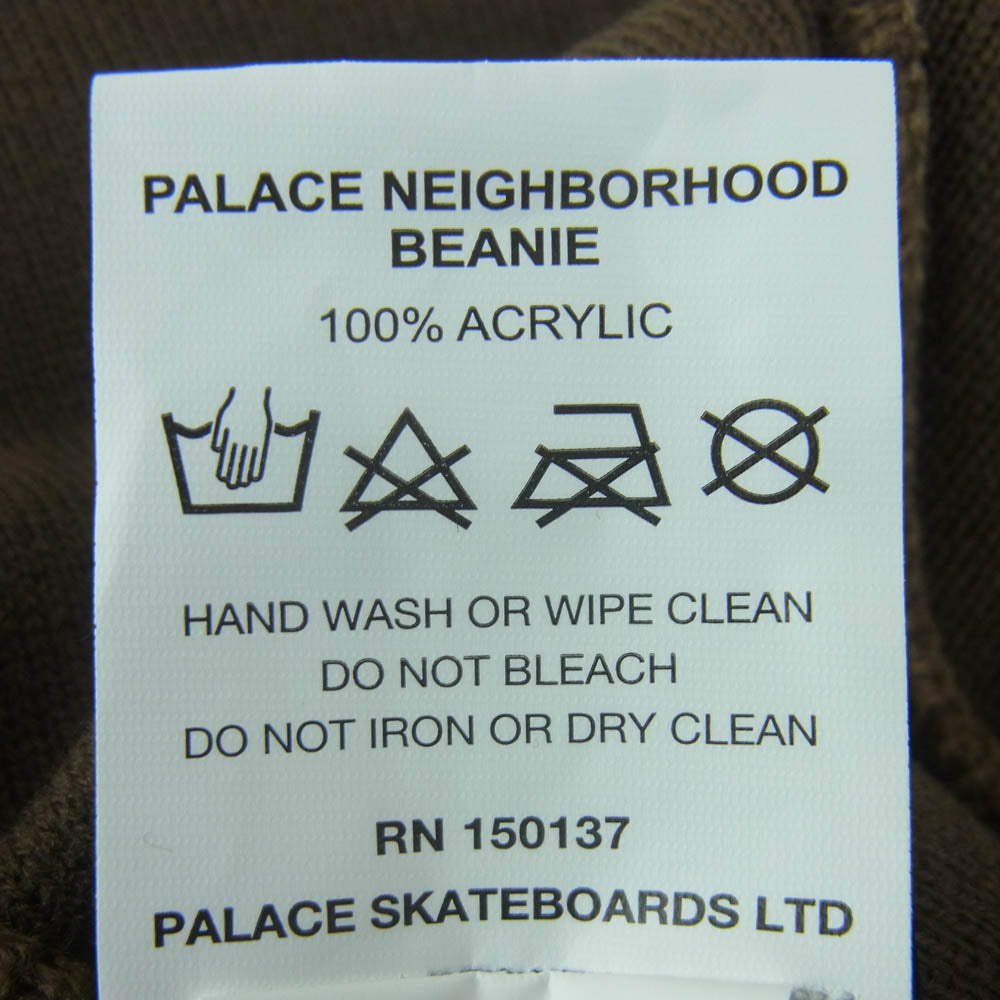 PALACE NEIGHBORHOOD
BEANIE
100% ACRYLIC
HAND WASH OR WIPE CLEAN
DO NOT BLEACH
DO NOT IRON OR DRY CLEAN
RN 150137
PALACE SKATEBOARDS LTD